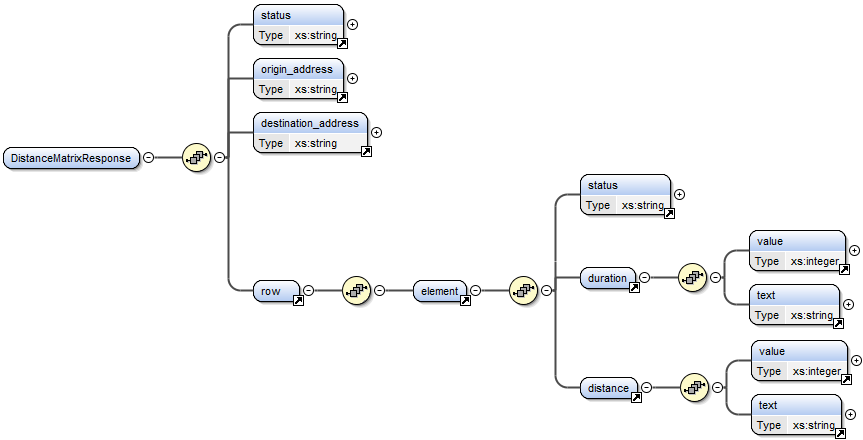 status
Type xs:string
origin_address
Type xs:string
destination_address
Type xs:string
DistanceMatrixResponse
status
Type xs:string
value
Type xs:integer
duration
row
element
text
Type xs:string
value
Type xs:integer
distance
text
Type xs:string